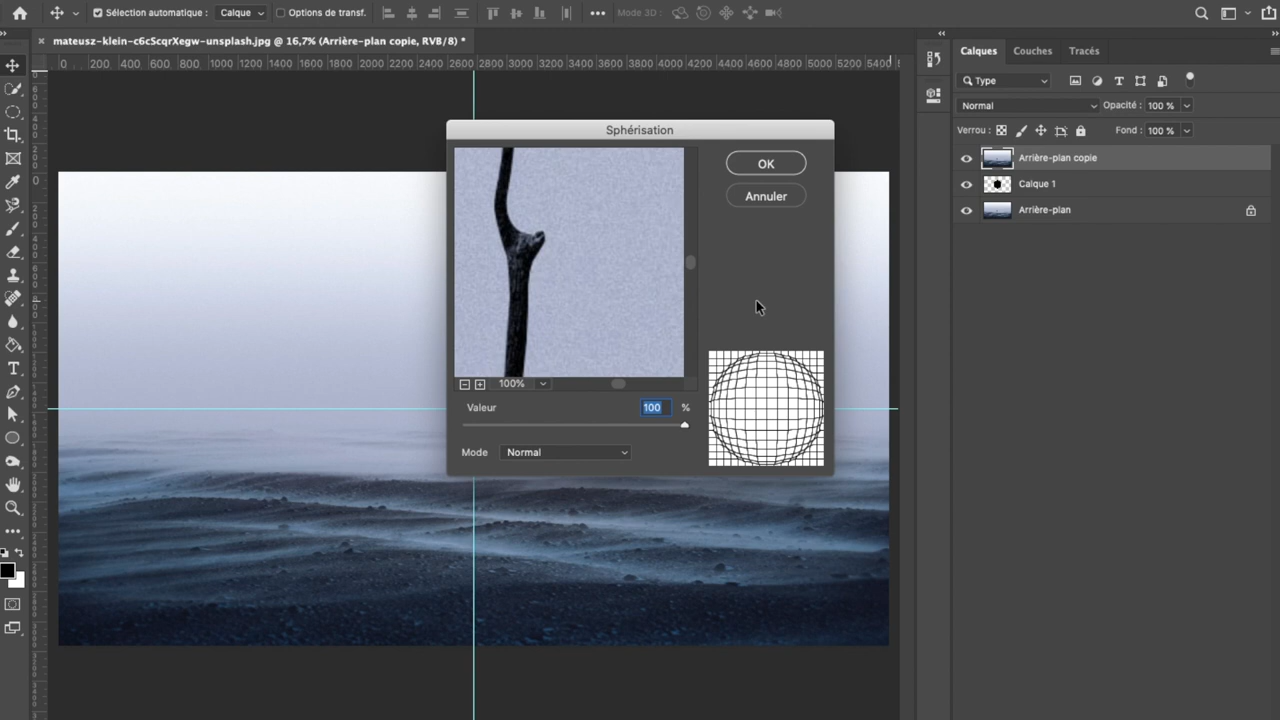 Sélection automatique : Calque Options de transf. ••• Mode 3D :
× mateusz-klein-c6cScqrXegw-unsplash.jpg @ 16,7% (Arrière-plan copie, RVB/8) *
0 200 400 600 800 1000 1200 1400 1600 1800 2000 2200 2400 2600 2800 3000 3200 3400 3600 3800 4000 4200 4400 4600 4800 5000 5200 5400
Sphérisation
OK
Annuler
100%
Valeur 100 %
Mode Normal
Calques Couches Tracés
Type
Normal Opacité : 100 %
Verrou : Fond : 100 %
Arrière-plan copie
Calque 1
Arrière-plan